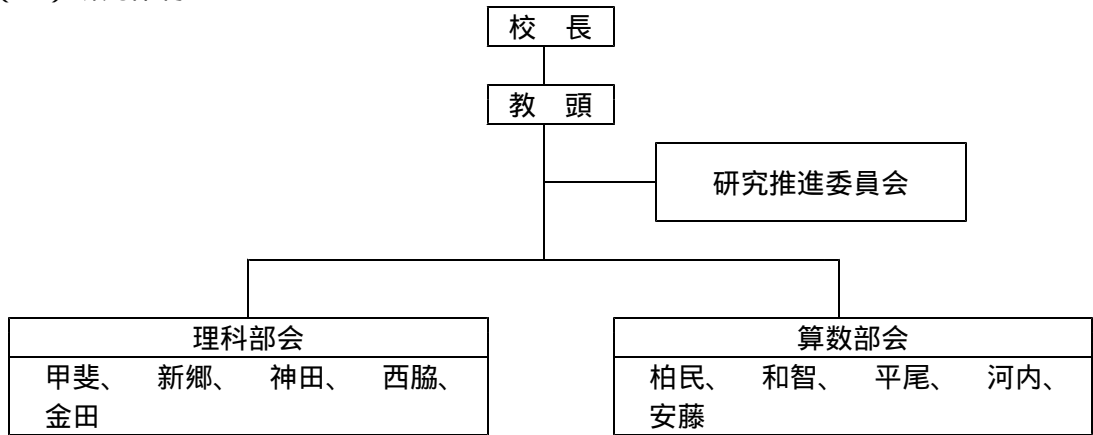 校　長
教　頭
研究推進委員会
理科部会
甲斐、　新郷、　神田、　西脇、
金田
算数部会
柏民、　和智、　平尾、　河内、
安藤